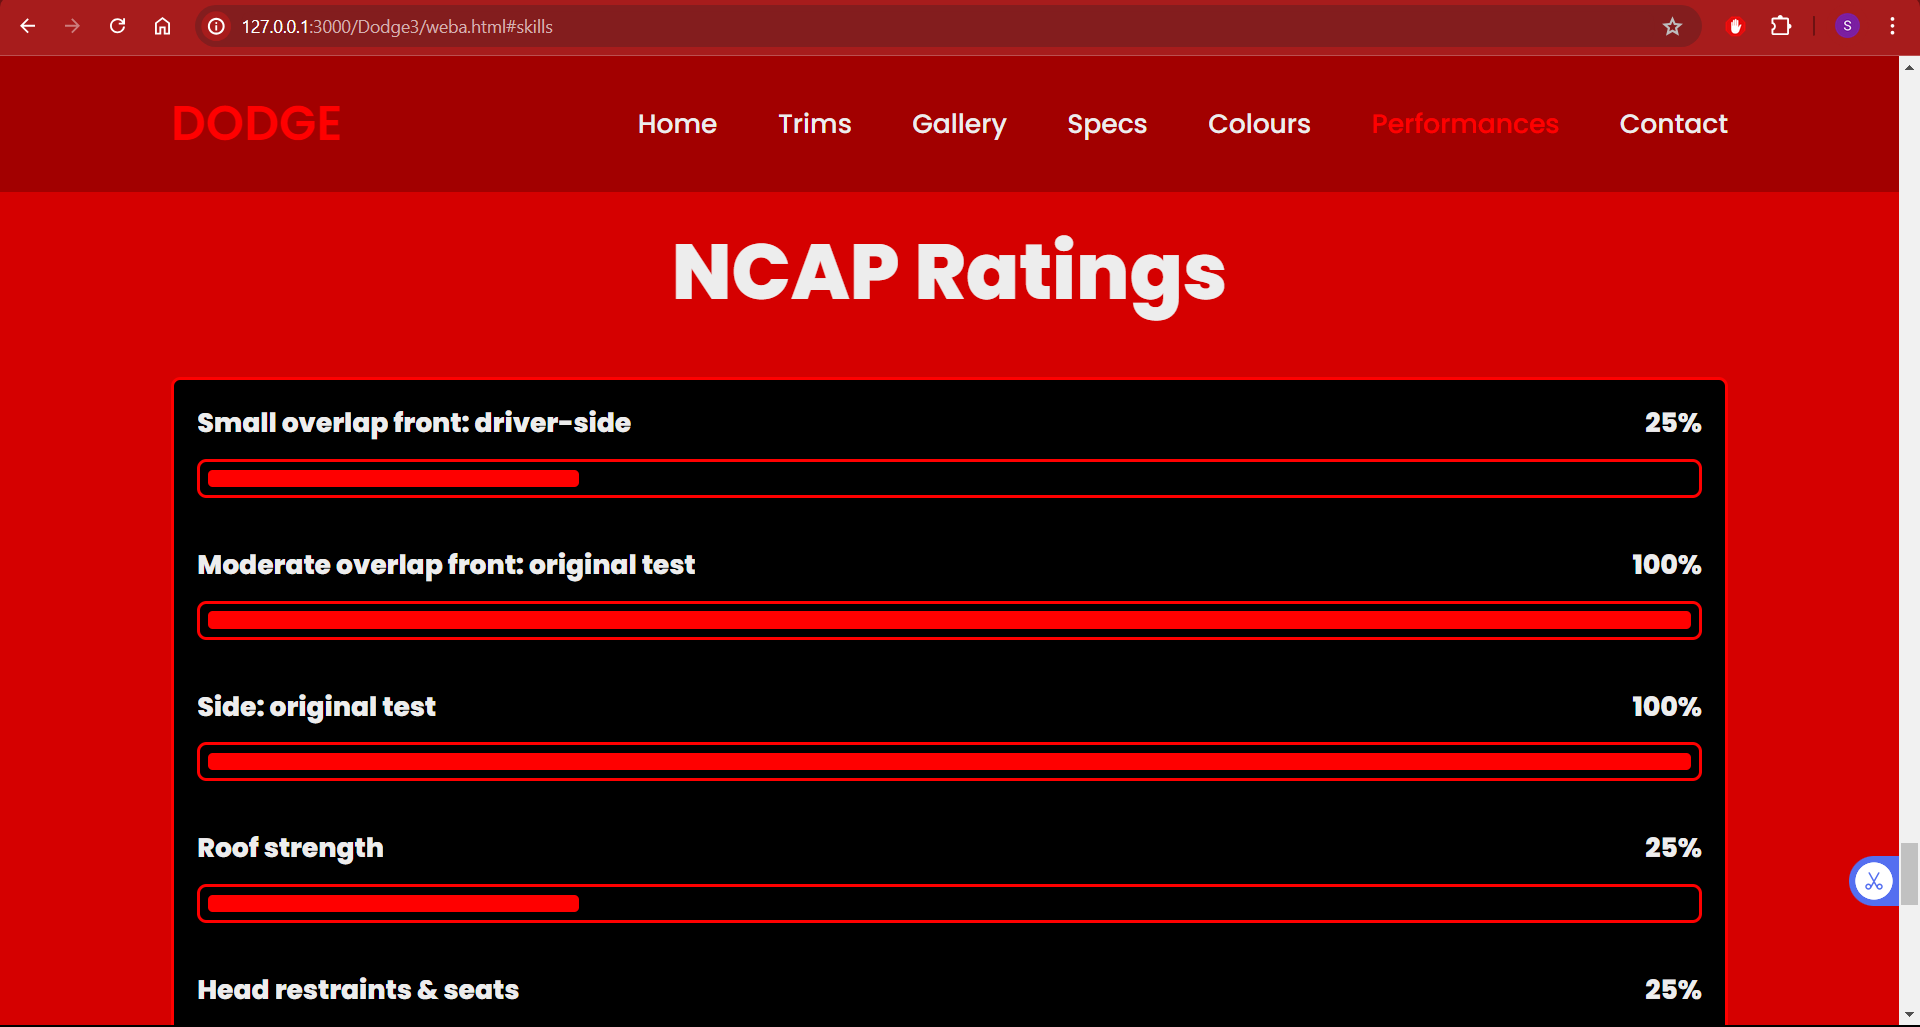 127.0.0.1:3000/Dodge3/weba.html#skills
S
DODGE
Home Trims Gallery Specs Colours Performances Contact
NCAP Ratings
Small overlap front: driver-side 25%
Moderate overlap front: original test 100%
Side: original test 100%
Roof strength 25%
Head restraints & seats 25%